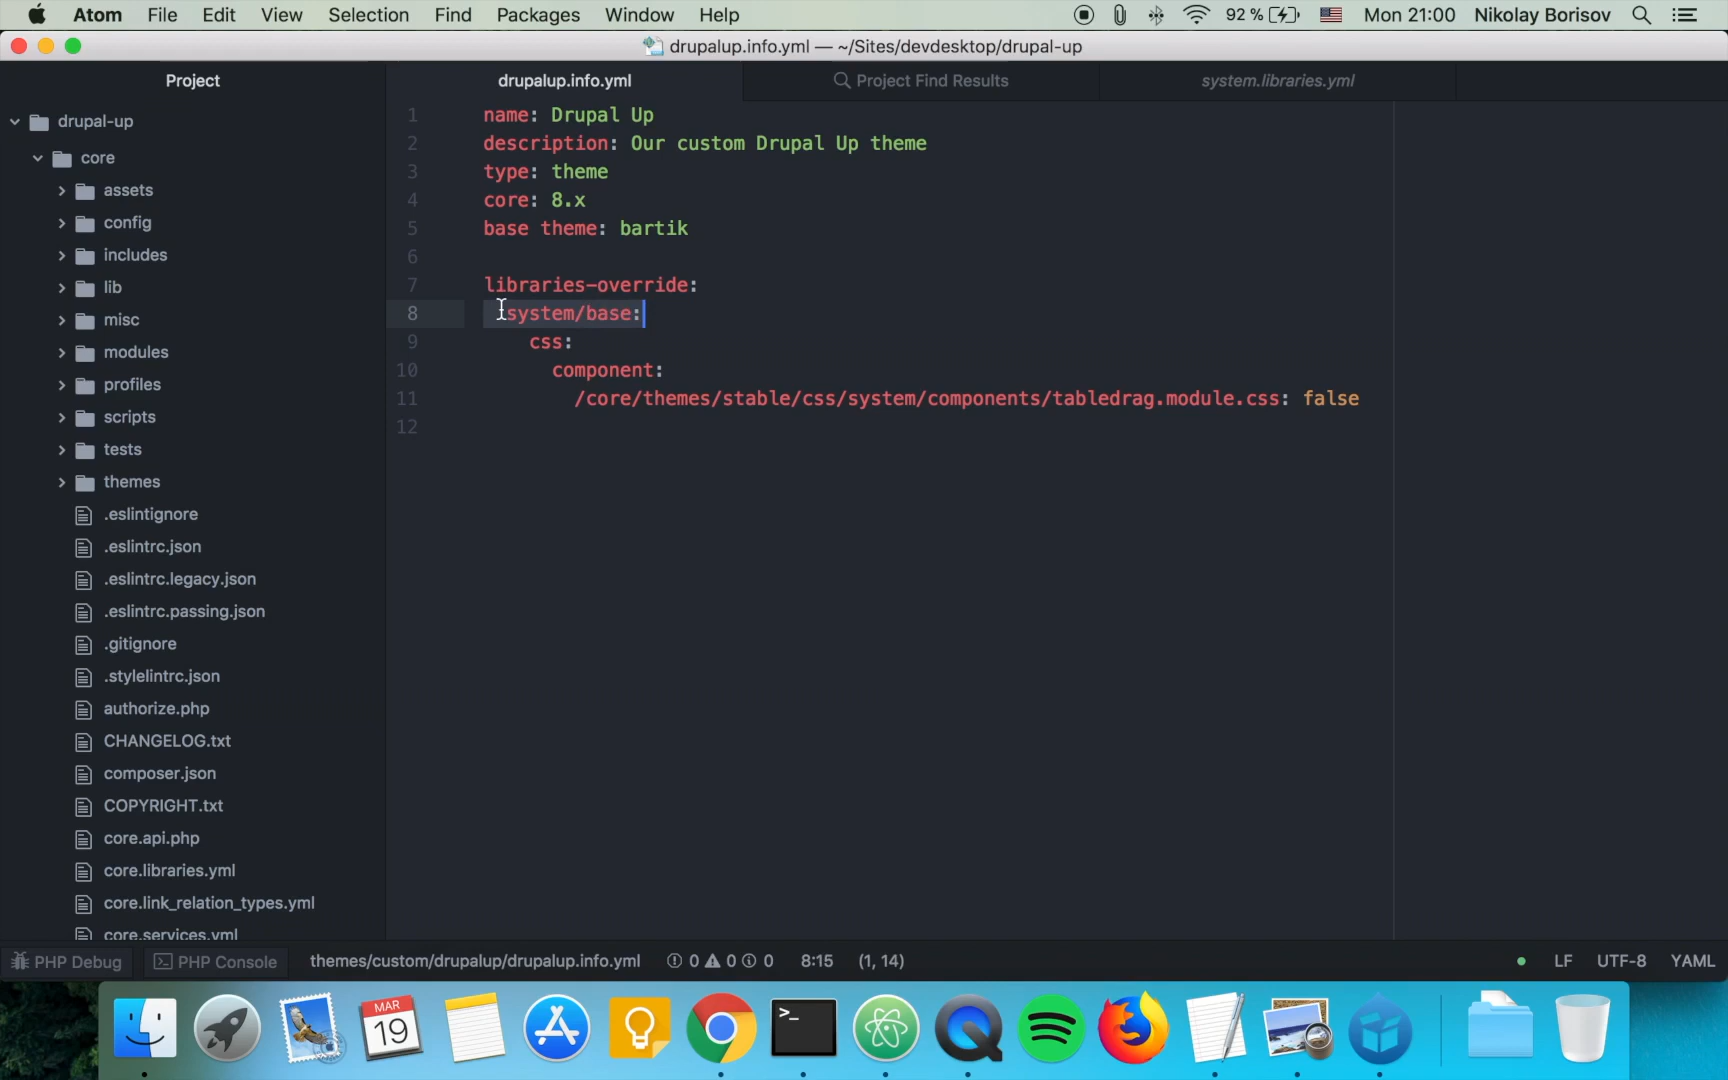 Atom File Edit View Selection Find Packages Window Help 92 % Mon 21:00 Nikolay Borisov
drupalup.info.yml — ~/Sites/devdesktop/drupal-up
Project
drupalup.info.yml
Project Find Results
system.libraries.yml
drupal-up
core
assets
config
includes
lib
misc
modules
profiles
scripts
tests
themes
.eslintignore
.eslintrc.json
.eslintrc.legacy.json
.eslintrc.passing.json
.gitignore
.stylelintrc.json
authorize.php
CHANGELOG.txt
composer.json
COPYRIGHT.txt
core.api.php
core.libraries.yml
core.link_relation_types.yml
core.services.yml
1 name: Drupal Up
2 description: Our custom Drupal Up theme
3 type: theme
4 core: 8.x
5 base theme: bartik
6
7 libraries-override:
8 system/base:
9 css:
10 component:
11 /core/themes/stable/css/system/components/tabledrag.module.css: false
12
PHP Debug PHP Console themes/custom/drupalup/drupalup.info.yml 0 0 0 8:15 (1, 14) LF UTF-8 YAML
MAR
19
>_